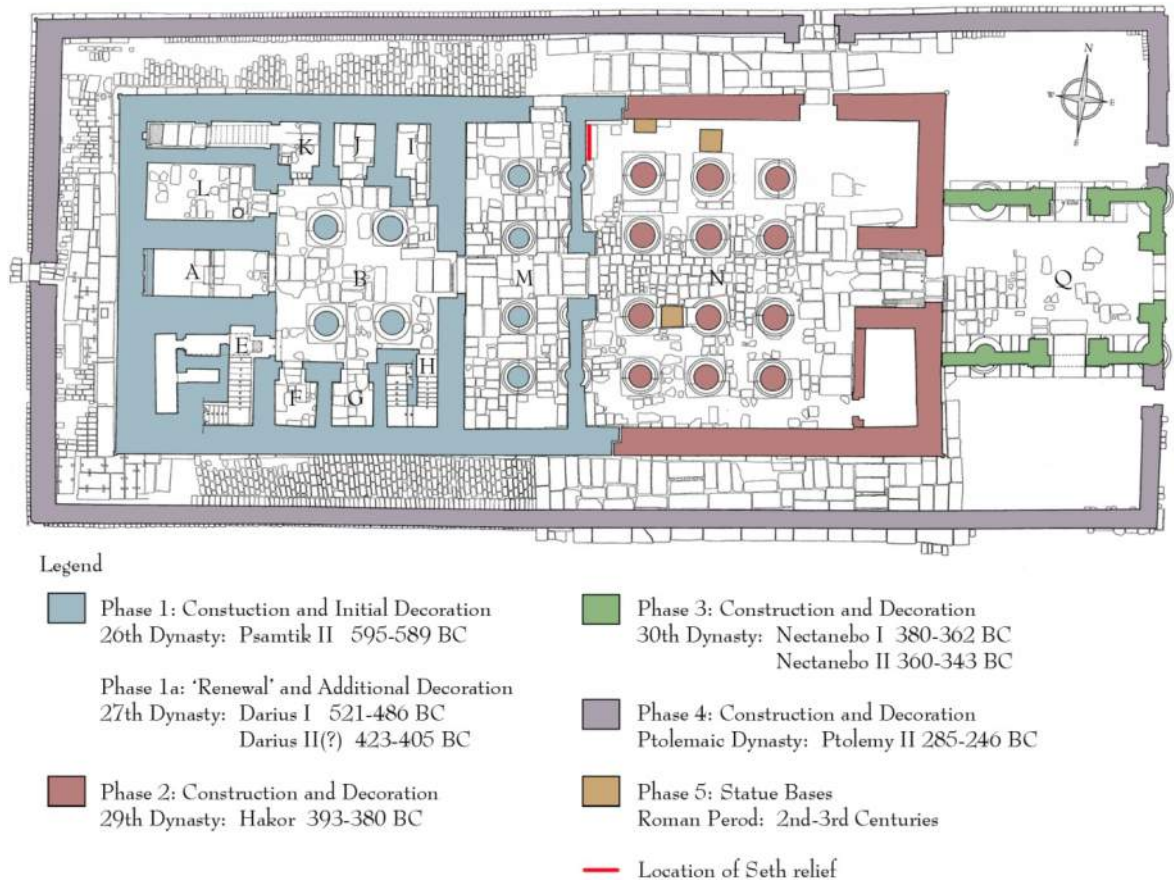 N
W
E
S
K
J
I
L
A
B
M
N
Q
E
F
G
H
Legend
Phase 1: Constuction and Initial Decoration
26th Dynasty: Psamtik II 595-589 BC
Phase 1a: ‘Renewal’ and Additional Decoration
27th Dynasty: Darius I 521-486 BC
Darius II(?) 423-405 BC
Phase 2: Construction and Decoration
29th Dynasty: Hakor 393-380 BC
Phase 3: Construction and Decoration
30th Dynasty: Nectanebo I 380-362 BC
Nectanebo II 360-343 BC
Phase 4: Construction and Decoration
Ptolemaic Dynasty: Ptolemy II 285-246 BC
Phase 5: Statue Bases
Roman Perod: 2nd-3rd Centuries
Location of Seth relief